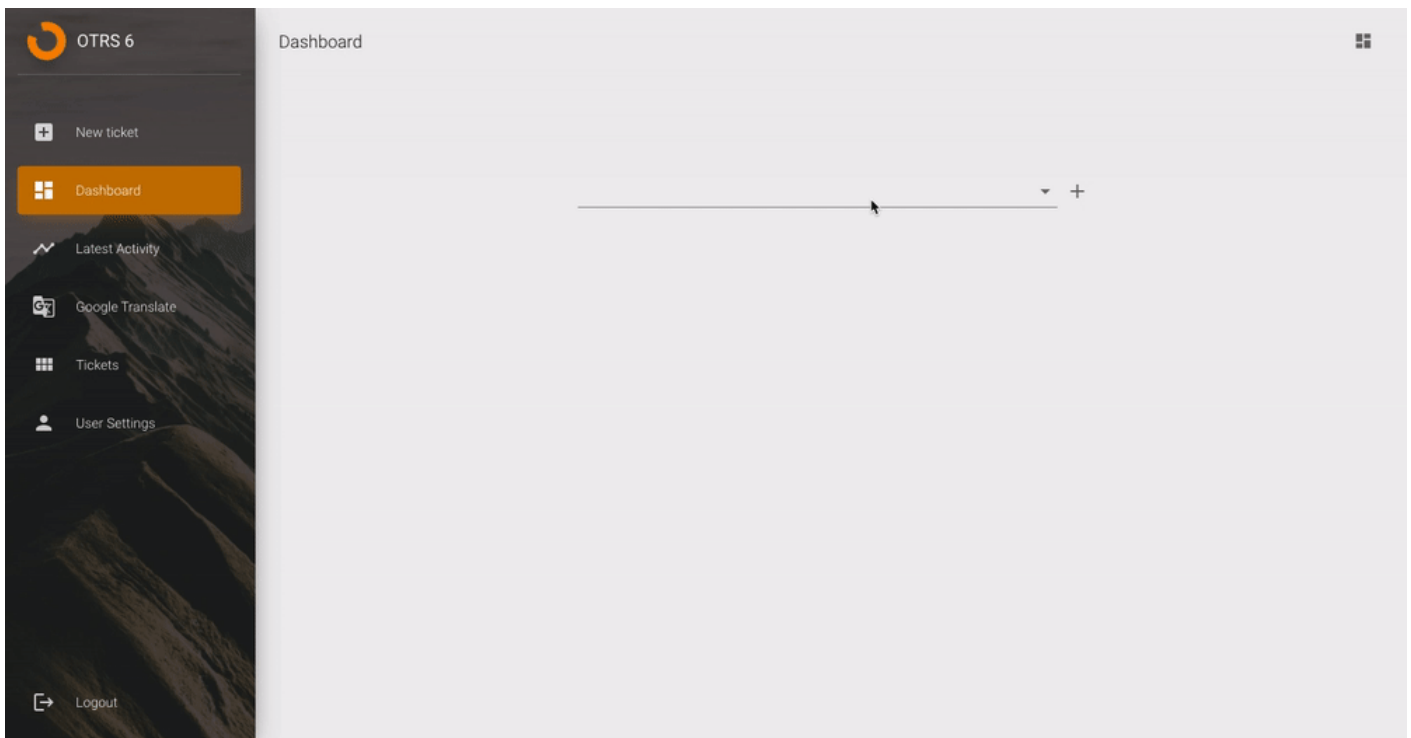 OTRS 6
Dashboard
New ticket
Dashboard
Latest Activity
Google Translate
Tickets
User Settings
Logout